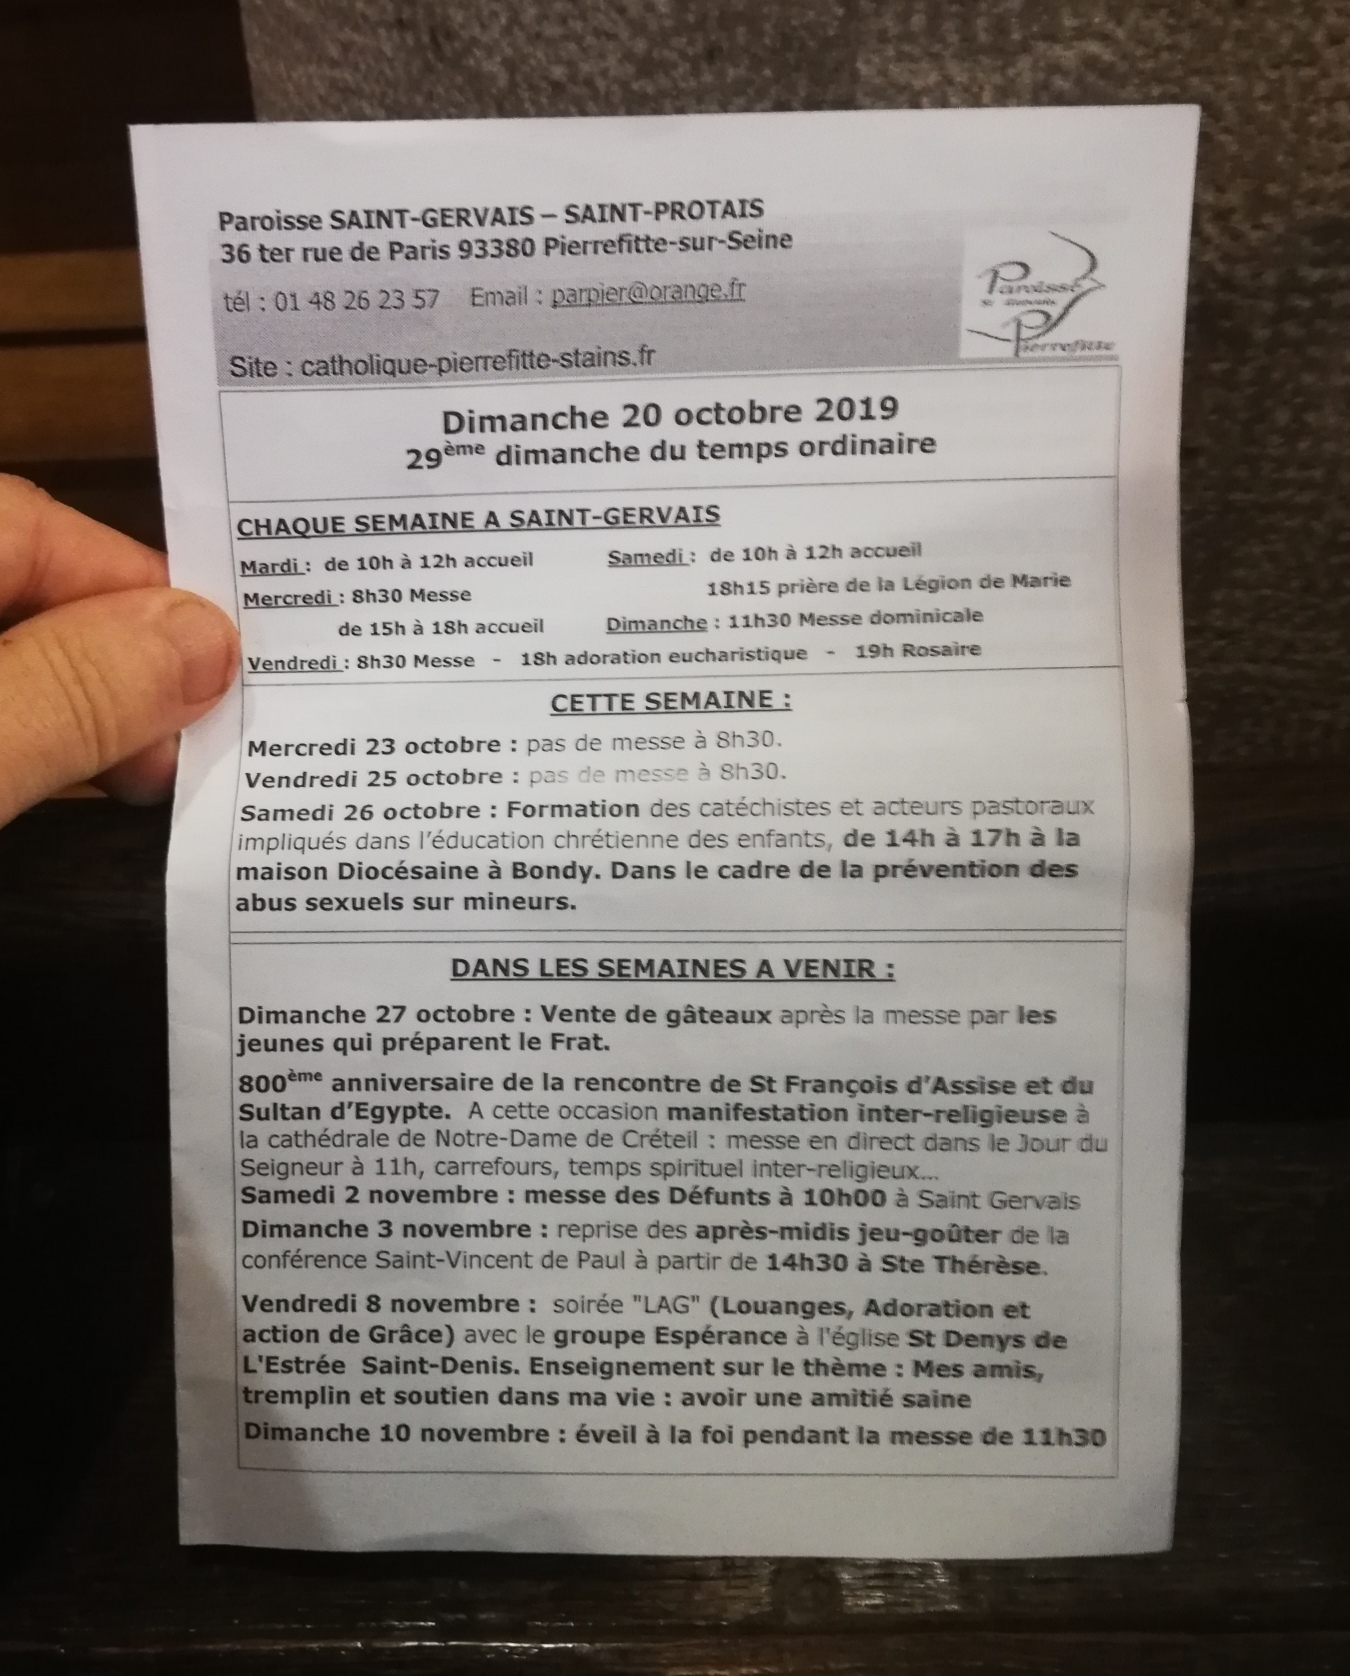 Paroisse SAINT-GERVAIS – SAINT-PROTAIS
36 ter rue de Paris 93380 Pierrefitte-sur-Seine
tél : 01 48 26 23 57 Email : parpier@orange.fr
Paroisse
Pierrefitte
Site : catholique-pierrefitte-stains.fr
Dimanche 20 octobre 2019
29ème dimanche du temps ordinaire
CHAQUE SEMAINE A SAINT-GERVAIS
Mardi : de 10h à 12h accueil
Mercredi : 8h30 Messe
de 15h à 18h accueil
Samedi : de 10h à 12h accueil
18h15 prière de la Légion de Marie
Dimanche : 11h30 Messe dominicale
Vendredi : 8h30 Messe - 18h adoration eucharistique - 19h Rosaire
CETTE SEMAINE :
Mercredi 23 octobre : pas de messe à 8h30.
Vendredi 25 octobre : pas de messe à 8h30.
Samedi 26 octobre : Formation des catéchistes et acteurs pastoraux
impliqués dans l'éducation chrétienne des enfants, de 14h à 17h à la
maison Diocésaine à Bondy. Dans le cadre de la prévention des
abus sexuels sur mineurs.
DANS LES SEMAINES A VENIR :
Dimanche 27 octobre : Vente de gâteaux après la messe par les
jeunes qui préparent le Frat.
800ème anniversaire de la rencontre de St François d'Assise et du
Sultan d'Egypte. A cette occasion manifestation inter-religieuse à
la cathédrale de Notre-Dame de Créteil : messe en direct dans le Jour du
Seigneur à 11h, carrefours, temps spirituel inter-religieux...
Samedi 2 novembre : messe des Défunts à 10h00 à Saint Gervais
Dimanche 3 novembre : reprise des après-midis jeu-goûter de la
conférence Saint-Vincent de Paul à partir de 14h30 à Ste Thérèse.
Vendredi 8 novembre : soirée "LAG" (Louanges, Adoration et
action de Grâce) avec le groupe Espérance à l'église St Denys de
L'Estrée Saint-Denis. Enseignement sur le thème : Mes amis,
tremplin et soutien dans ma vie : avoir une amitié saine
Dimanche 10 novembre : éveil à la foi pendant la messe de 11h30